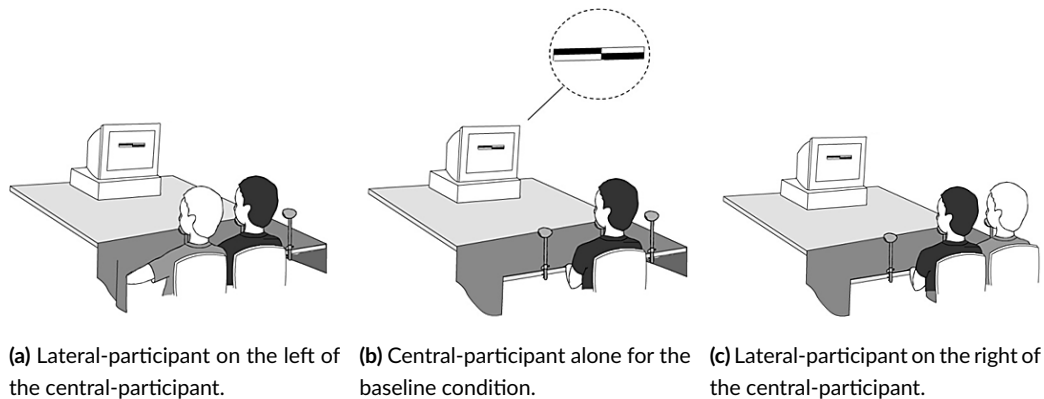 (a) Lateral-participant on the left of
the central-participant.
(b) Central-participant alone for the
baseline condition.
(c) Lateral-participant on the right of
the central-participant.